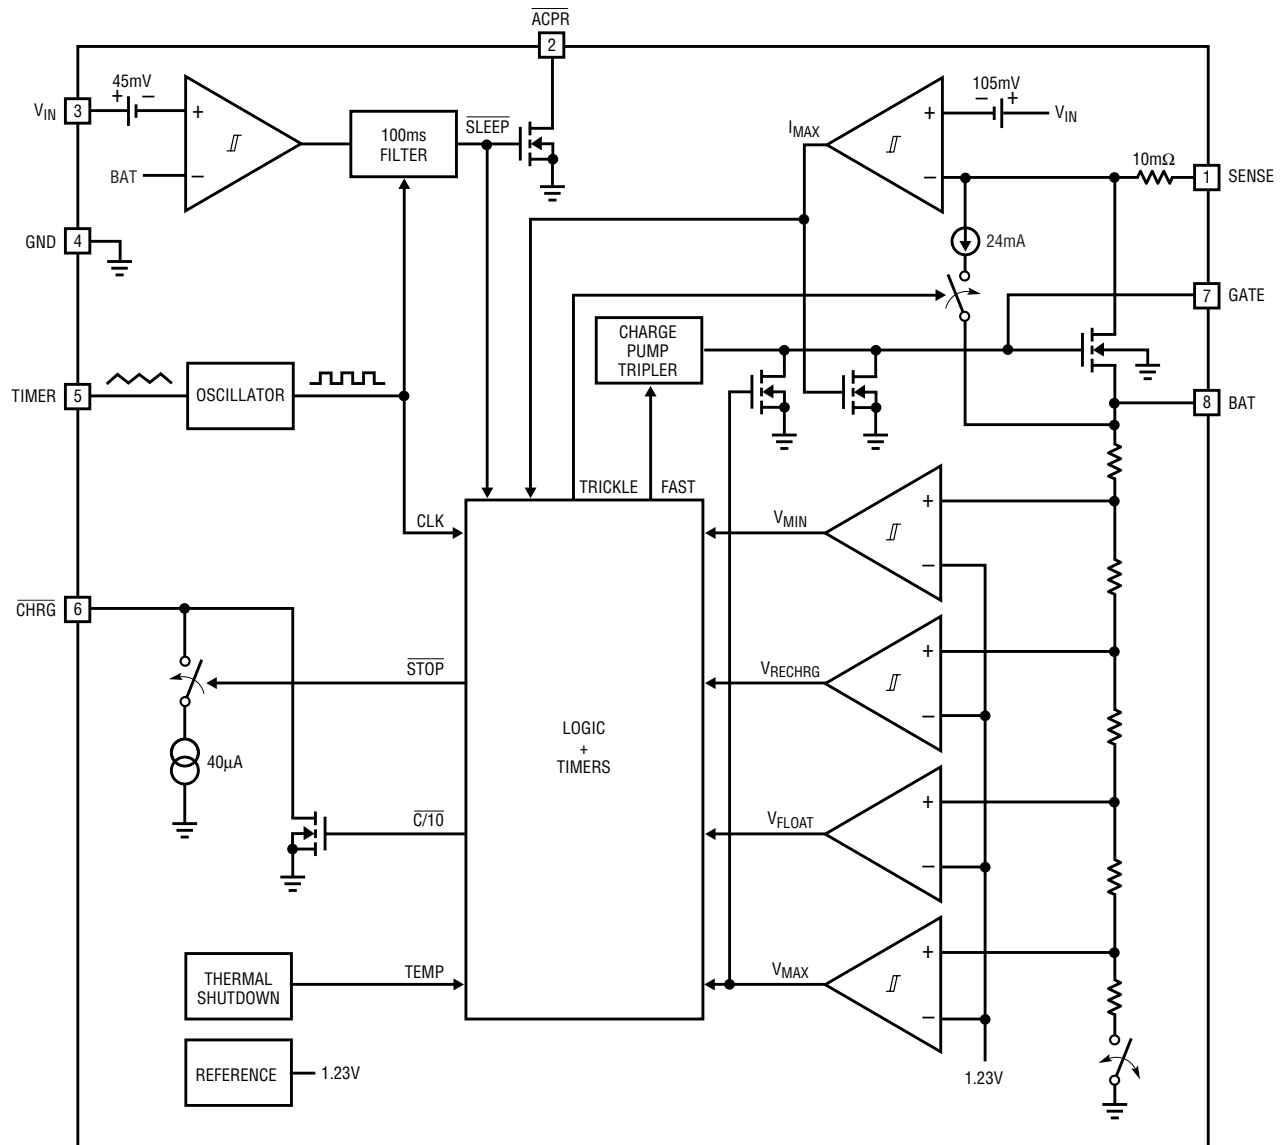 ACPR
2
45mV
+ −
VIN
3
+
BAT
−
100ms
FILTER
SLEEP
IMAX
105mV
− +
VIN
+
−
10mΩ
1
SENSE
GND
4
24mA
7
GATE
CHARGE
PUMP
TRIPLER
TIMER
5
OSCILLATOR
8
BAT
TRICKLE
FAST
CLK
VMIN
+
−
CHRG
6
STOP
VRECHRG
+
−
40µA
LOGIC
+
TIMERS
C/10
VFLOAT
+
−
THERMAL
SHUTDOWN
TEMP
VMAX
+
−
REFERENCE
1.23V
1.23V